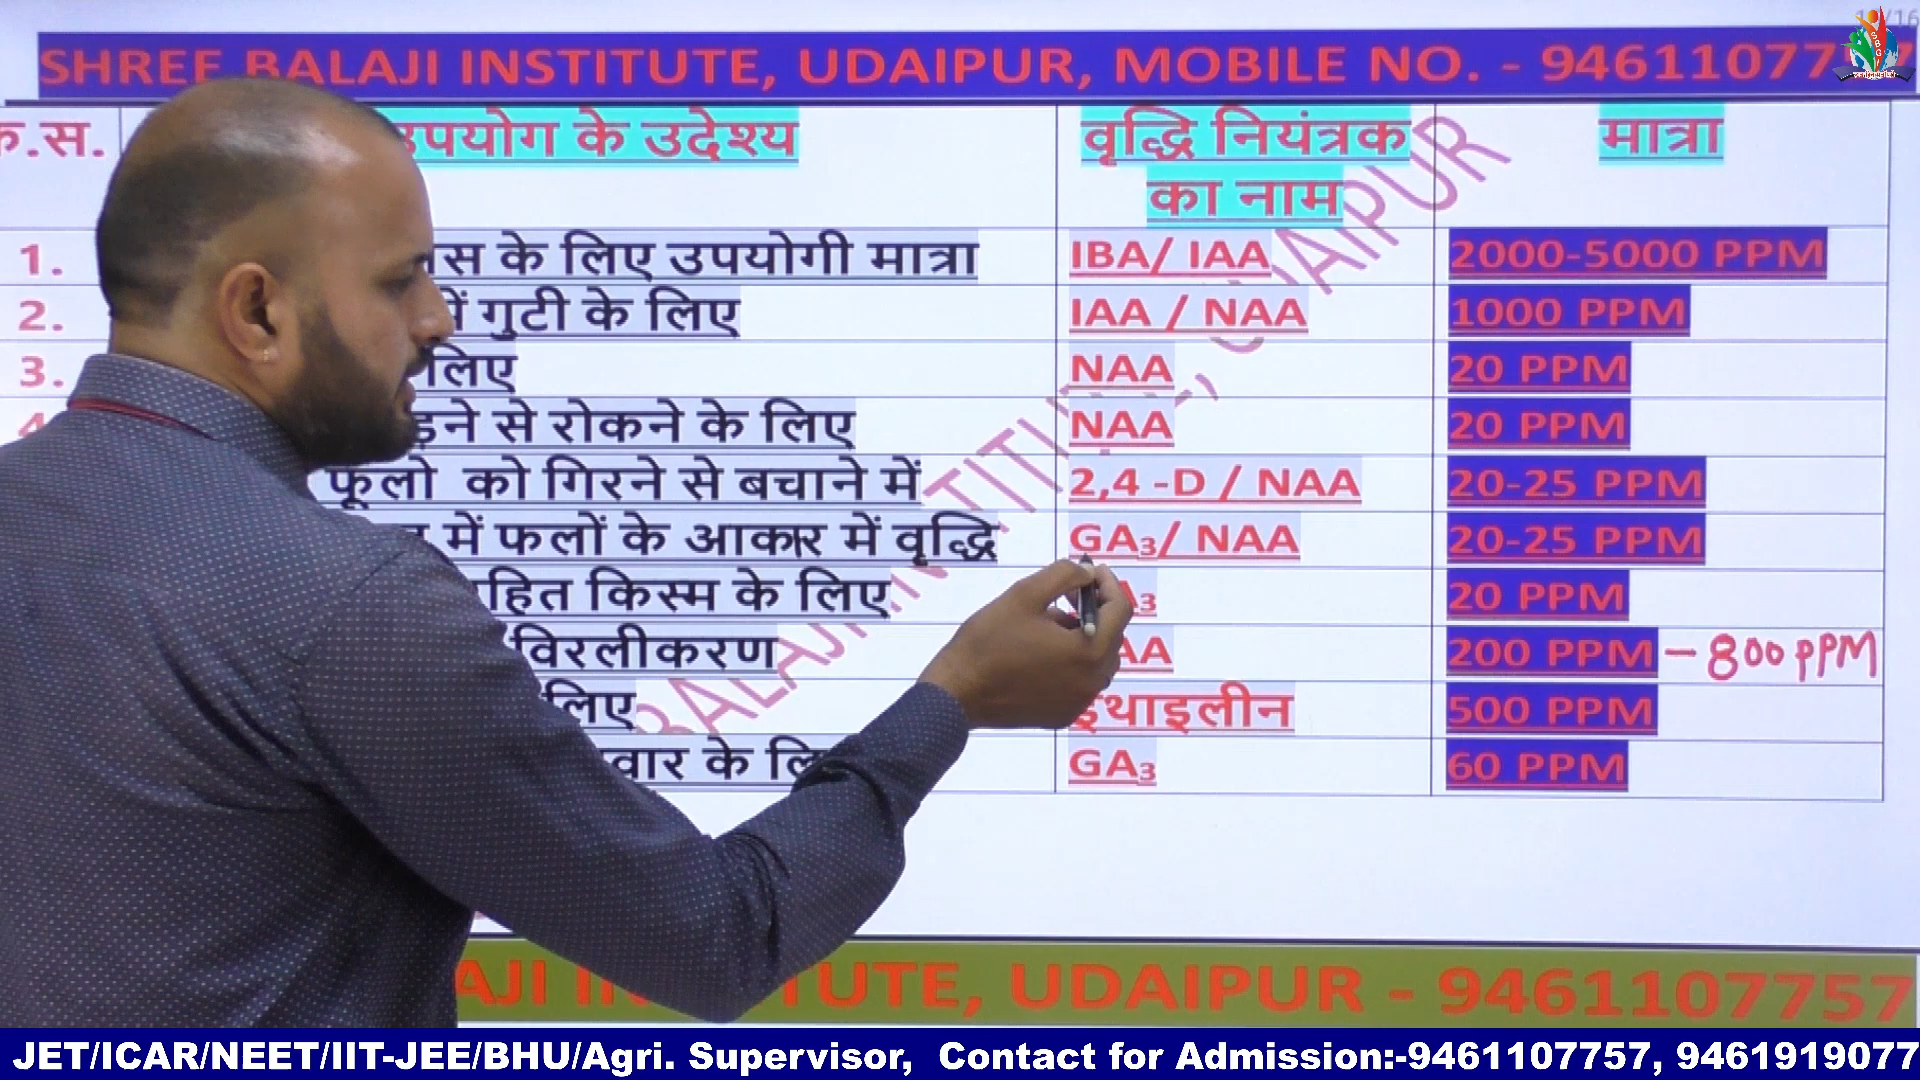 SHREE BALAJI INSTITUTE, UDAIPUR, MOBILE NO. - 94611077
क.स. उपयोग के उदेश्य वृद्धि नियंत्रक मात्रा
का नाम
1. के लिए उपयोगी मात्रा IBA/ IAA 2000-5000 PPM
2. में गुटी के लिए IAA / NAA 1000 PPM
3. लिए NAA 20 PPM
से रोकने के लिए NAA 20 PPM
फूलो को गिरने से बचाने में 2,4 -D / NAA 20-25 PPM
में फलों के आकार में वृद्धि GA₃/ NAA 20-25 PPM
किस्म के लिए 20 PPM
विरलीकरण 200 PPM - 800 PPM
लिए इथाइलीन 500 PPM
के GA₃ 60 PPM
UDAIPUR - 9461107757
JET/ICAR/NEET/IIT-JEE/BHU/Agri. Supervisor, Contact for Admission:-9461107757, 9461919077